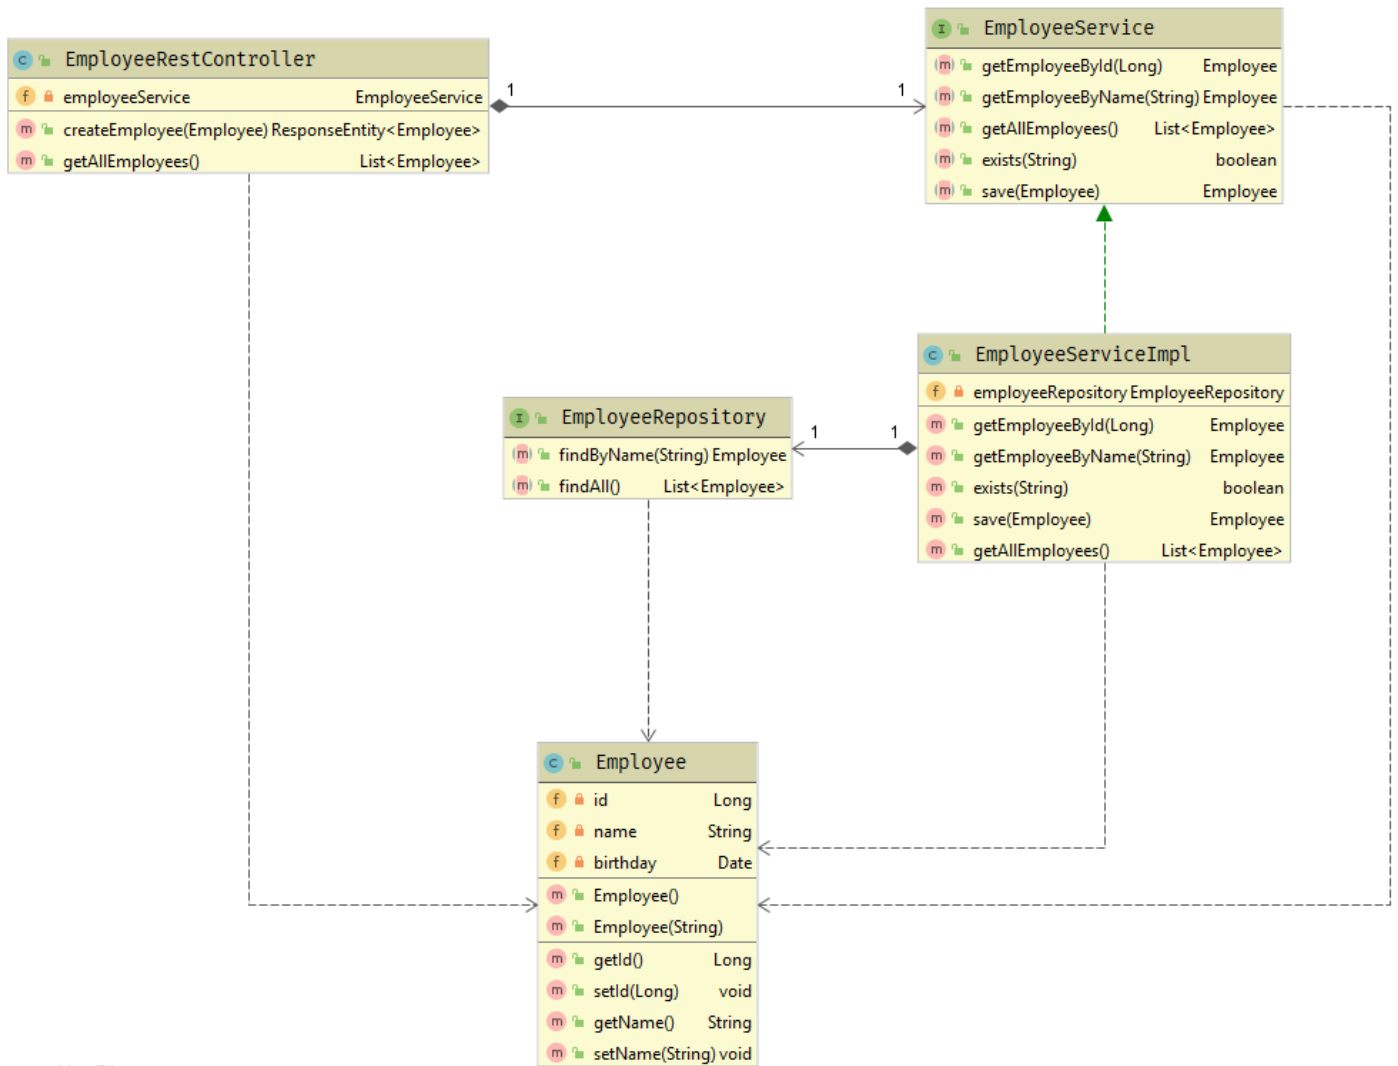 EmployeeRestController
employeeService EmployeeService
createEmployee(Employee) ResponseEntity<Employee>
getAllEmployees() List<Employee>
1 1
EmployeeService
getEmployeeById(Long) Employee
getEmployeeByName(String) Employee
getAllEmployees() List<Employee>
exists(String) boolean
save(Employee) Employee
EmployeeServiceImpl
employeeRepository EmployeeRepository
getEmployeeById(Long) Employee
getEmployeeByName(String) Employee
exists(String) boolean
save(Employee) Employee
getAllEmployees() List<Employee>
1 1
EmployeeRepository
findByName(String) Employee
findAll() List<Employee>
Employee
id Long
name String
birthday Date
Employee()
Employee(String)
getId() Long
setId(Long) void
getName() String
setName(String) void